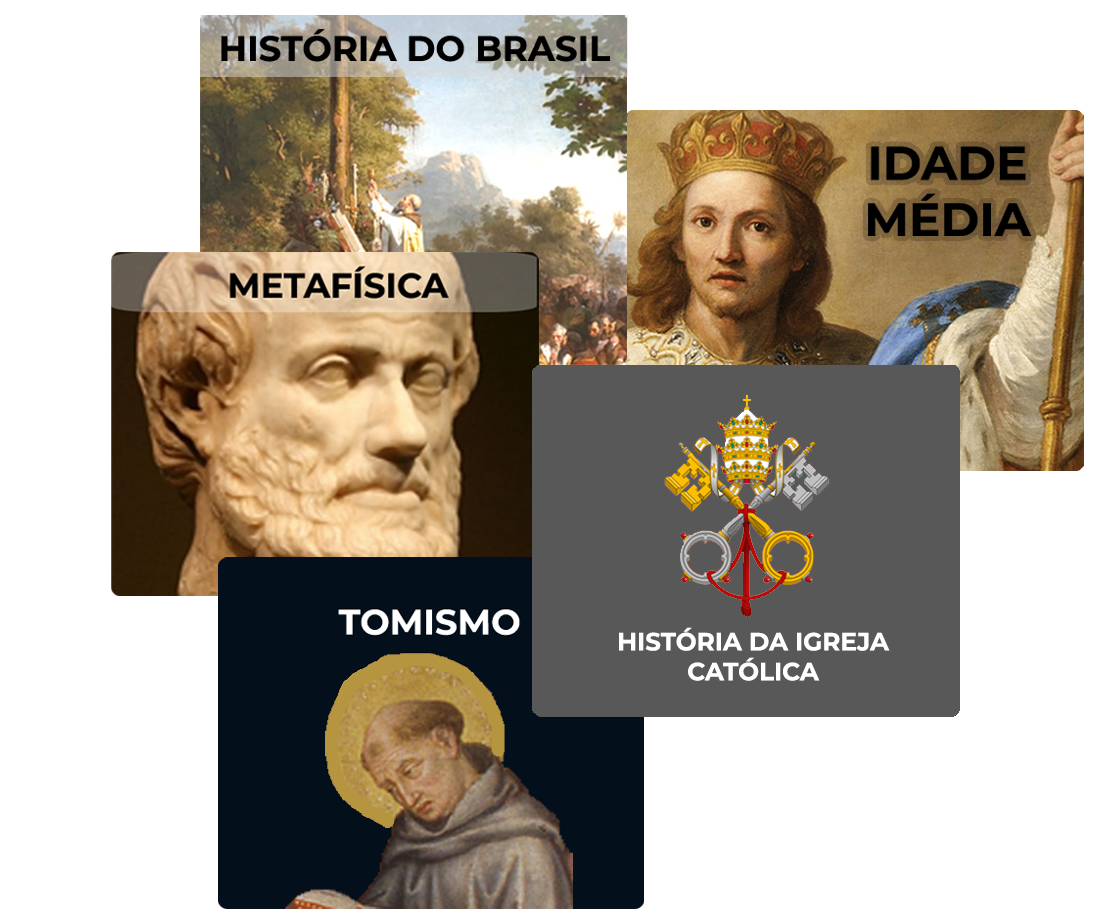 HISTÓRIA DO BRASIL
IDADE
MÉDIA
METAFÍSICA
TOMISMO
HISTÓRIA DA IGREJA
CATÓLICA